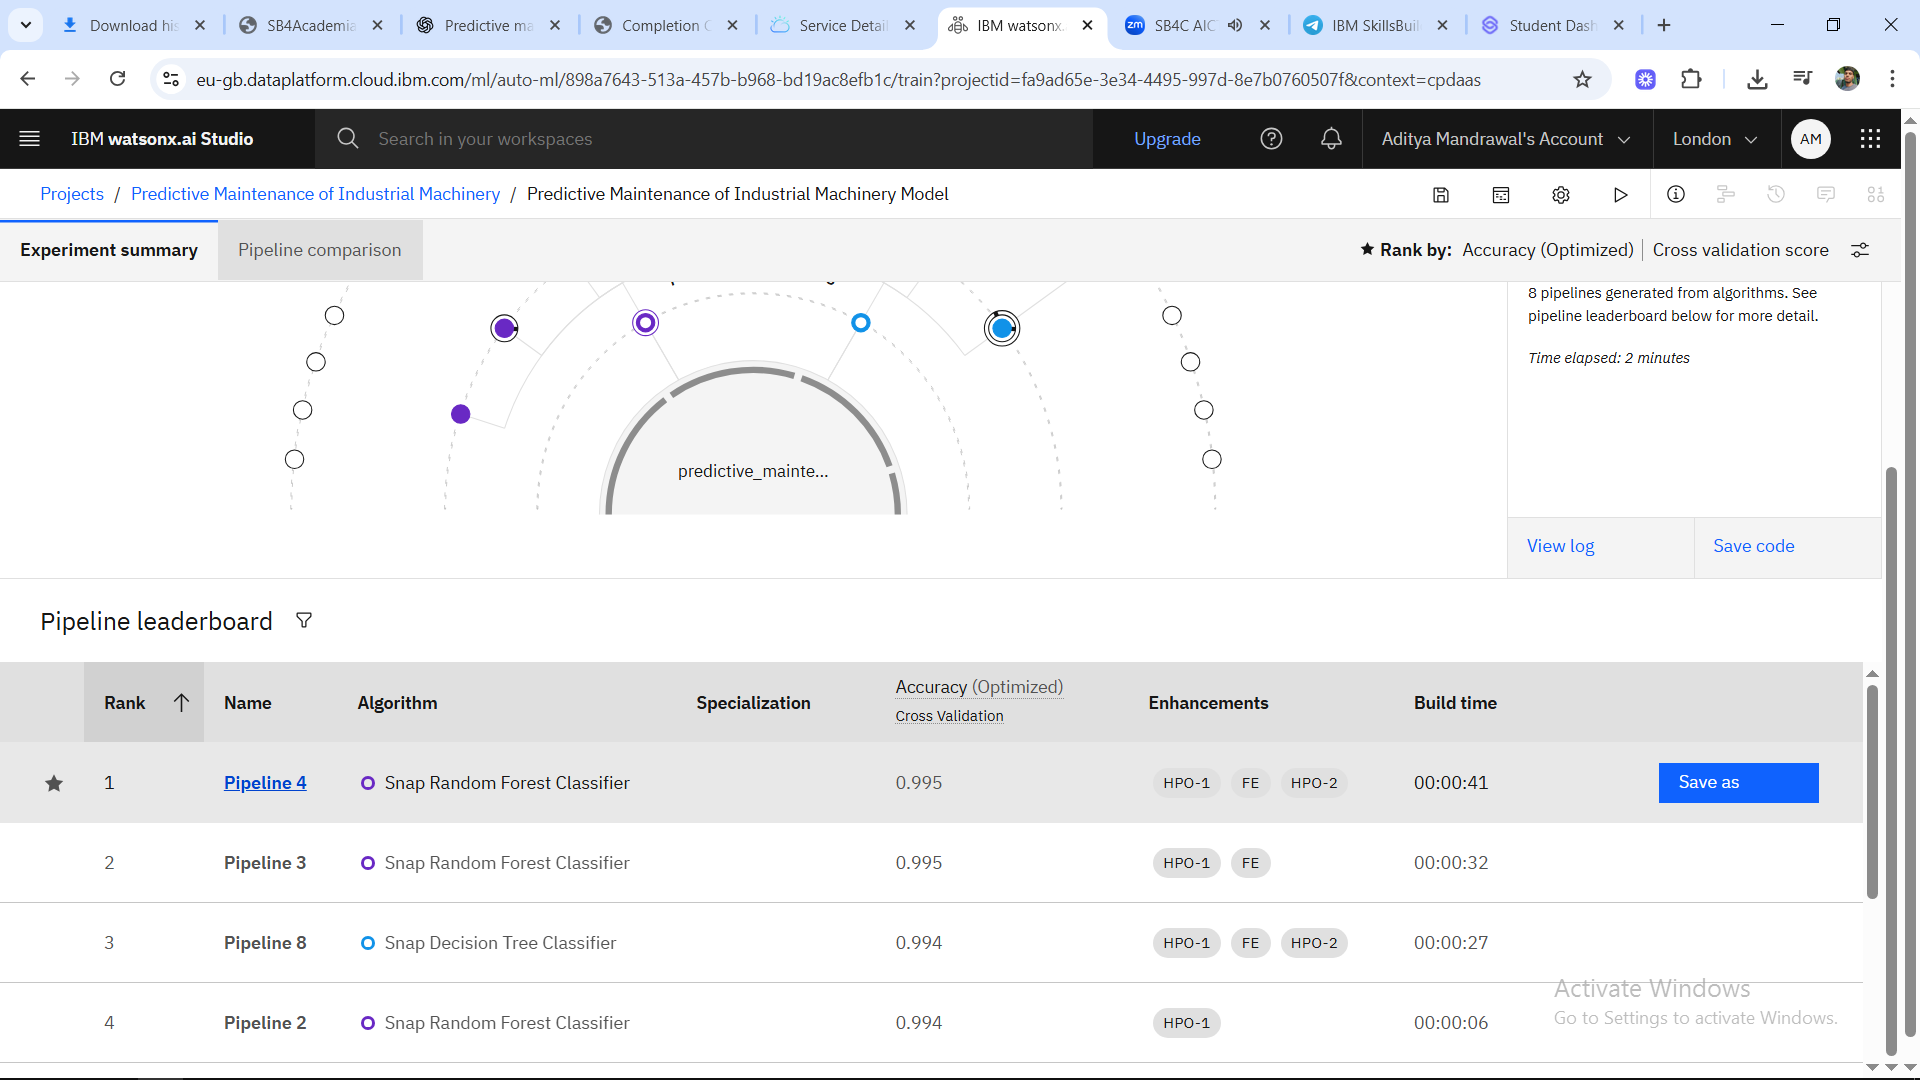 Download his
SB4Academia
Predictive ma
Completion C
Service Detail
IBM watsonx.
zm SB4C AIC
IBM SkillsBuil
Student Dash
eu-gb.dataplatform.cloud.ibm.com/ml/auto-ml/898a7643-513a-457b-b968-bd19ac8efb1c/train?projectid=fa9ad65e-3e34-4495-997d-8e7b0760507f&context=cpdaas
IBM watsonx.ai Studio
Search in your workspaces
Upgrade
Aditya Mandrawal's Account
London
AM
Projects / Predictive Maintenance of Industrial Machinery / Predictive Maintenance of Industrial Machinery Model
Experiment summary
Pipeline comparison
Rank by: Accuracy (Optimized) | Cross validation score
8 pipelines generated from algorithms. See
pipeline leaderboard below for more detail.
Time elapsed: 2 minutes
predictive_mainte...
View log
Save code
Pipeline leaderboard
Rank Name Algorithm Specialization Accuracy (Optimized) Enhancements Build time
Cross Validation
1 Pipeline 4 Snap Random Forest Classifier 0.995 HPO-1 FE HPO-2 00:00:41 Save as
2 Pipeline 3 Snap Random Forest Classifier 0.995 HPO-1 FE 00:00:32
3 Pipeline 8 Snap Decision Tree Classifier 0.994 HPO-1 FE HPO-2 00:00:27
4 Pipeline 2 Snap Random Forest Classifier 0.994 HPO-1 00:00:06
Activate Windows
Go to Settings to activate Windows.